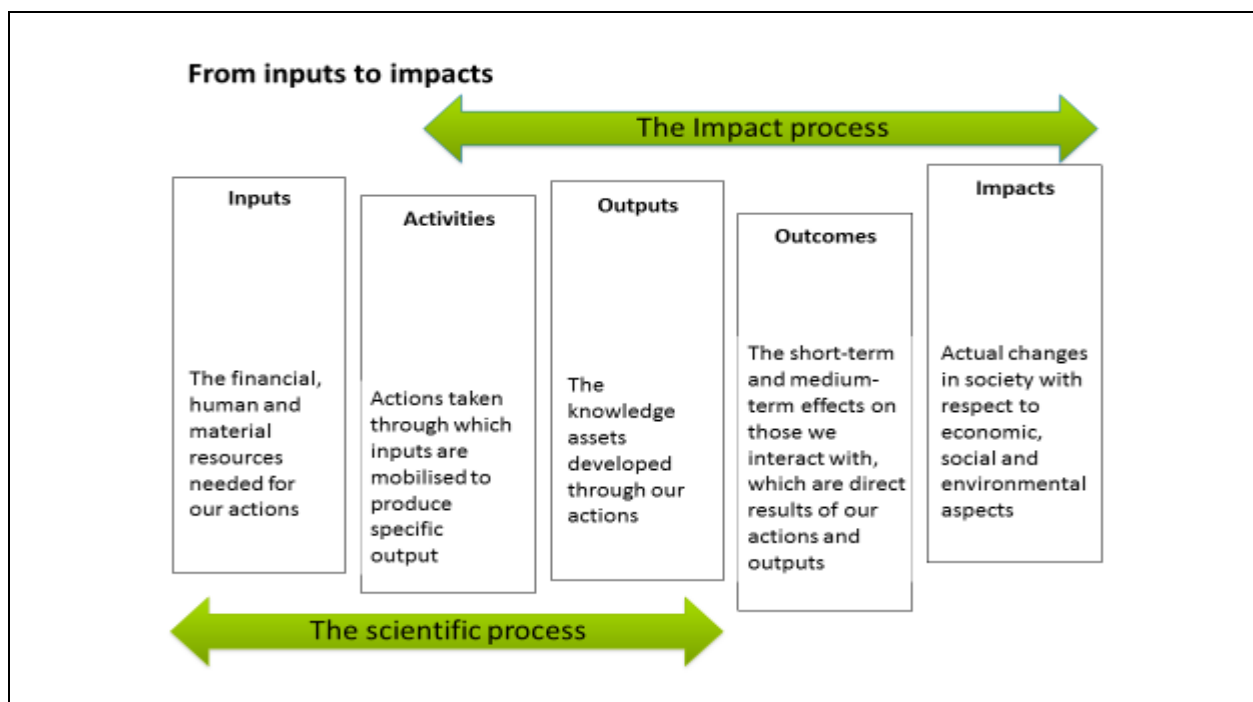 From inputs to impacts
The Impact process
Inputs
The financial,
human and
material
resources
needed for
our actions
Activities
Actions taken
through which
inputs are
mobilised to
produce
specific
output
Outputs
The
knowledge
assets
developed
through our
actions
Outcomes
The short-term
and medium-
term effects on
those we
interact with,
which are direct
results of our
actions and
outputs
Impacts
Actual changes
in society with
respect to
economic,
social and
environmental
aspects
The scientific process